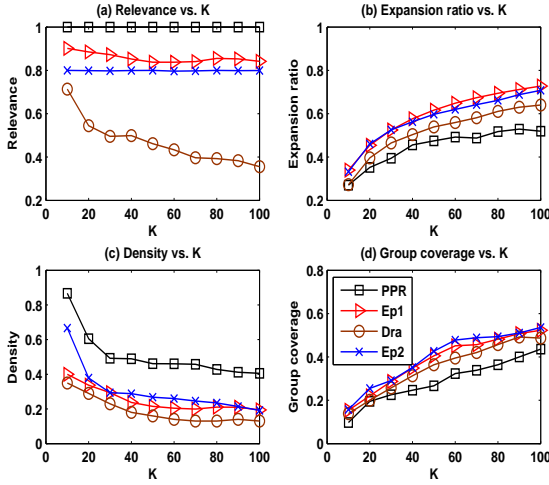 (a) Relevance vs. K
(b) Expansion ratio vs. K
Relevance
1
0.8
0.6
0.4
0.2
0 20 40 60 80 100
K
Expansion ratio
1
0.8
0.6
0.4
0.2
0 20 40 60 80 100
K
(c) Density vs. K
(d) Group coverage vs. K
Density
1
0.8
0.6
0.4
0.2
0
0 20 40 60 80 100
K
Group coverage
0.8
0.6
0.4
0.2
0
0 20 40 60 80 100
K
PPR
Ep1
Dra
Ep2